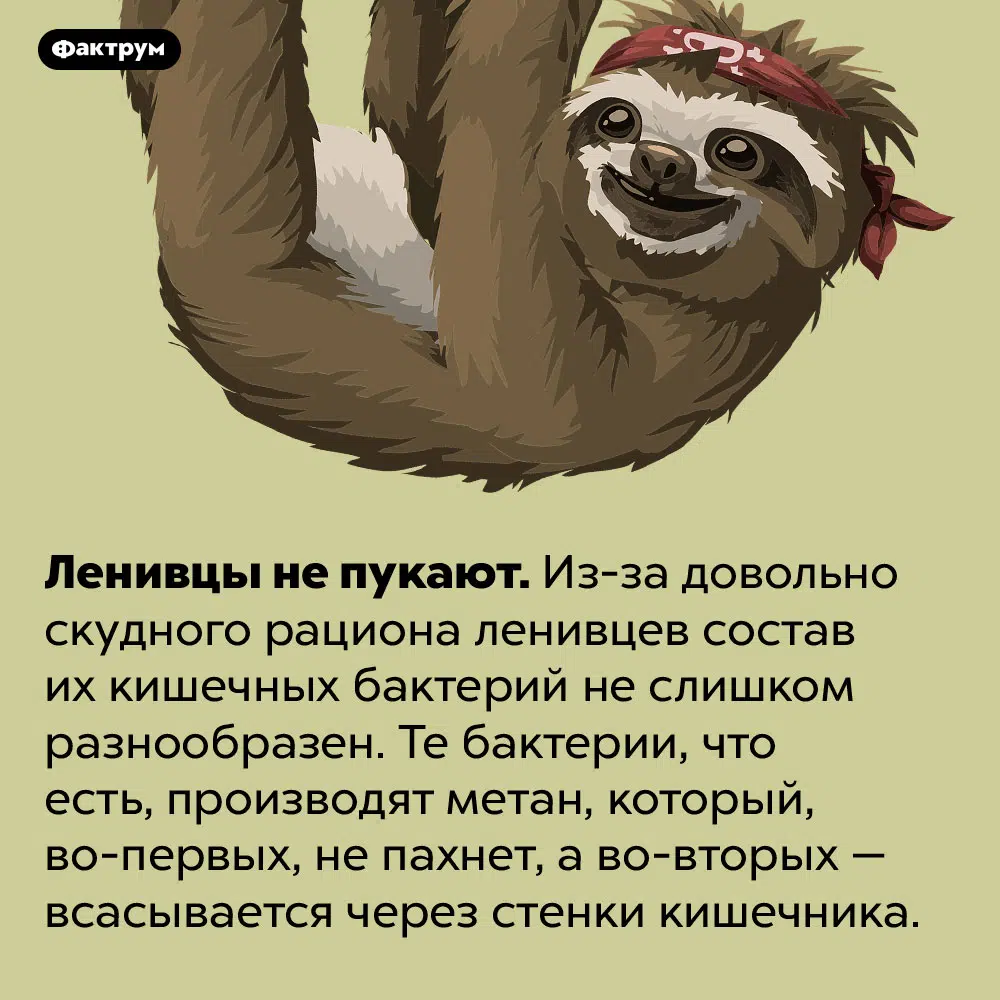 Фактрум
Ленивцы не пукают. Из-за довольно
скудного рациона ленивцев состав
их кишечных бактерий не слишком
разнообразен. Те бактерии, что
есть, производят метан, который,
во-первых, не пахнет, а во-вторых —
всасывается через стенки кишечника.